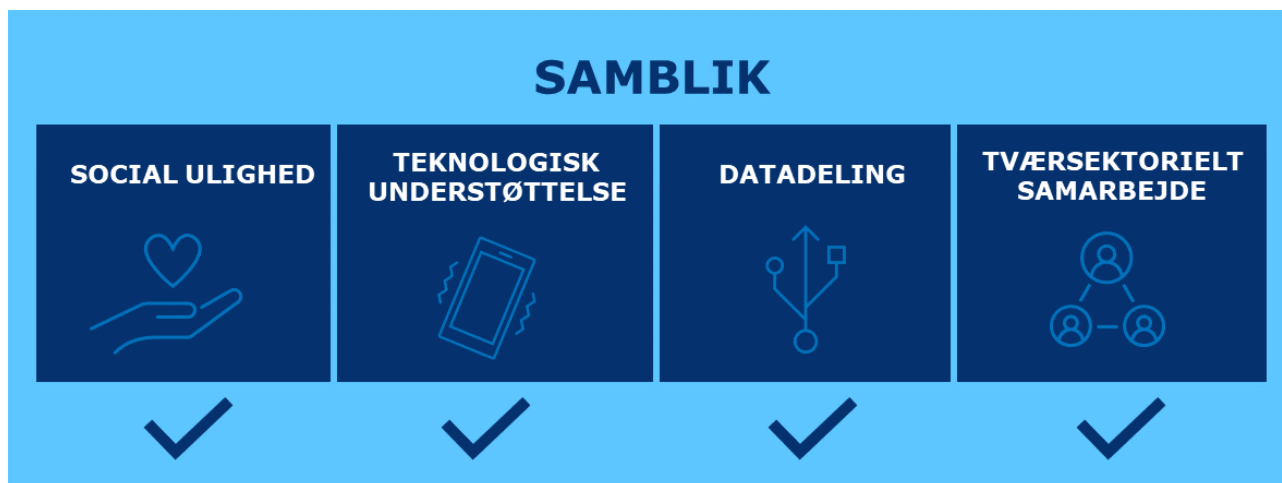 SAMBLIK
SOCIAL ULIGHED
TEKNOLOGISK
UNDERSTØTTELSE
DATADELING
TVÆRSEKTORIELT
SAMARBEJDE